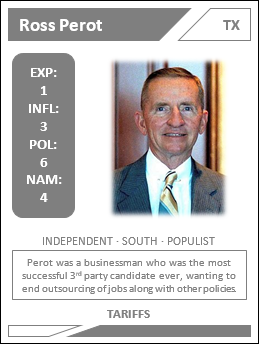 Ross Perot TX
EXP:
1
INFL:
3
POL:
6
NAM:
4
INDEPENDENT · SOUTH · POPULIST
Perot was a businessman who was the most
successful 3rd party candidate ever, wanting to
end outsourcing of jobs along with other policies.
TARIFFS